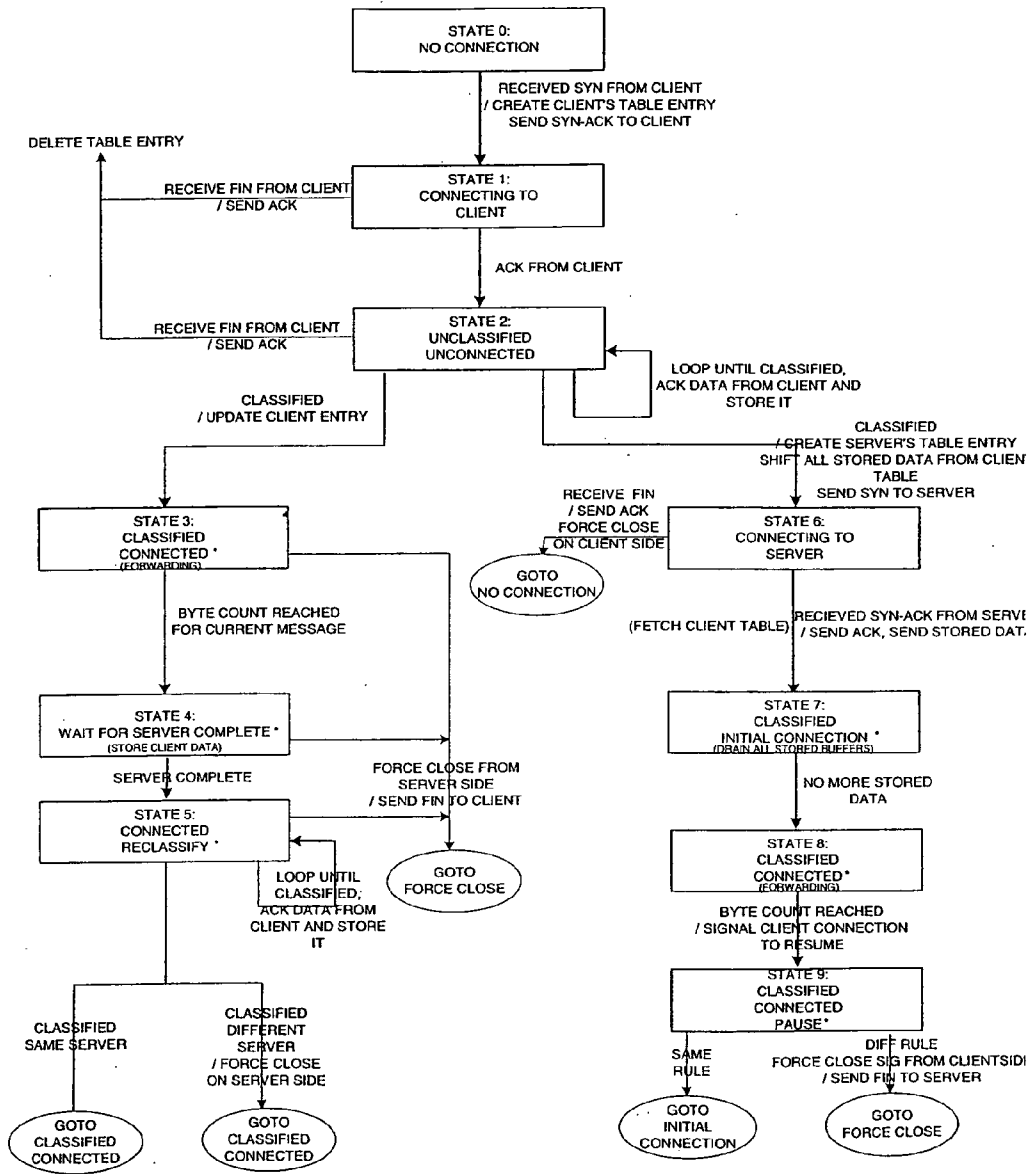 STATE 0:
NO CONNECTION
RECEIVED SYN FROM CLIENT
/ CREATE CLIENT'S TABLE ENTRY
SEND SYN-ACK TO CLIENT
DELETE TABLE ENTRY
RECEIVE FIN FROM CLIENT
/ SEND ACK
STATE 1:
CONNECTING TO
CLIENT
ACK FROM CLIENT
RECEIVE FIN FROM CLIENT
/ SEND ACK
STATE 2:
UNCLASSIFIED
UNCONNECTED
LOOP UNTIL CLASSIFIED,
ACK DATA FROM CLIENT AND
STORE IT
CLASSIFIED
/ UPDATE CLIENT ENTRY
CLASSIFIED
/ CREATE SERVER'S TABLE ENTRY
SHIFT ALL STORED DATA FROM CLIENT
TABLE
SEND SYN TO SERVER
STATE 3:
CLASSIFIED
CONNECTED *
(FORWARDING)
RECEIVE FIN
/ SEND ACK
FORCE CLOSE
ON CLIENT SIDE
STATE 6:
CONNECTING TO
SERVER
GOTO
NO CONNECTION
BYTE COUNT REACHED
FOR CURRENT MESSAGE
(FETCH CLIENT TABLE)
RECIEVED SYN-ACK FROM SERVE
/ SEND ACK, SEND STORED DATA
STATE 4:
WAIT FOR SERVER COMPLETE *
(STORE CLIENT DATA)
STATE 7:
CLASSIFIED
INITIAL CONNECTION *
(DRAIN ALL STORED BUFFERS)
SERVER COMPLETE
FORCE CLOSE FROM
SERVER SIDE
/ SEND FIN TO CLIENT
NO MORE STORED
DATA
STATE 5:
CONNECTED
RECLASSIFY *
LOOP UNTIL
CLASSIFIED,
ACK DATA FROM
CLIENT AND STORE
IT
GOTO
FORCE CLOSE
STATE 8:
CLASSIFIED
CONNECTED *
(FORWARDING)
BYTE COUNT REACHED
/ SIGNAL CLIENT CONNECTION
TO RESUME
STATE 9:
CLASSIFIED
CONNECTED
PAUSE *
CLASSIFIED
SAME SERVER
CLASSIFIED
DIFFERENT
SERVER
/ FORCE CLOSE
ON SERVER SIDE
SAME
RULE
DIFF RULE
FORCE CLOSE SIG FROM CLIENTSIDE
/ SEND FIN TO SERVER
GOTO
CLASSIFIED
CONNECTED
GOTO
CLASSIFIED
CONNECTED
GOTO
INITIAL
CONNECTION
GOTO
FORCE CLOSE